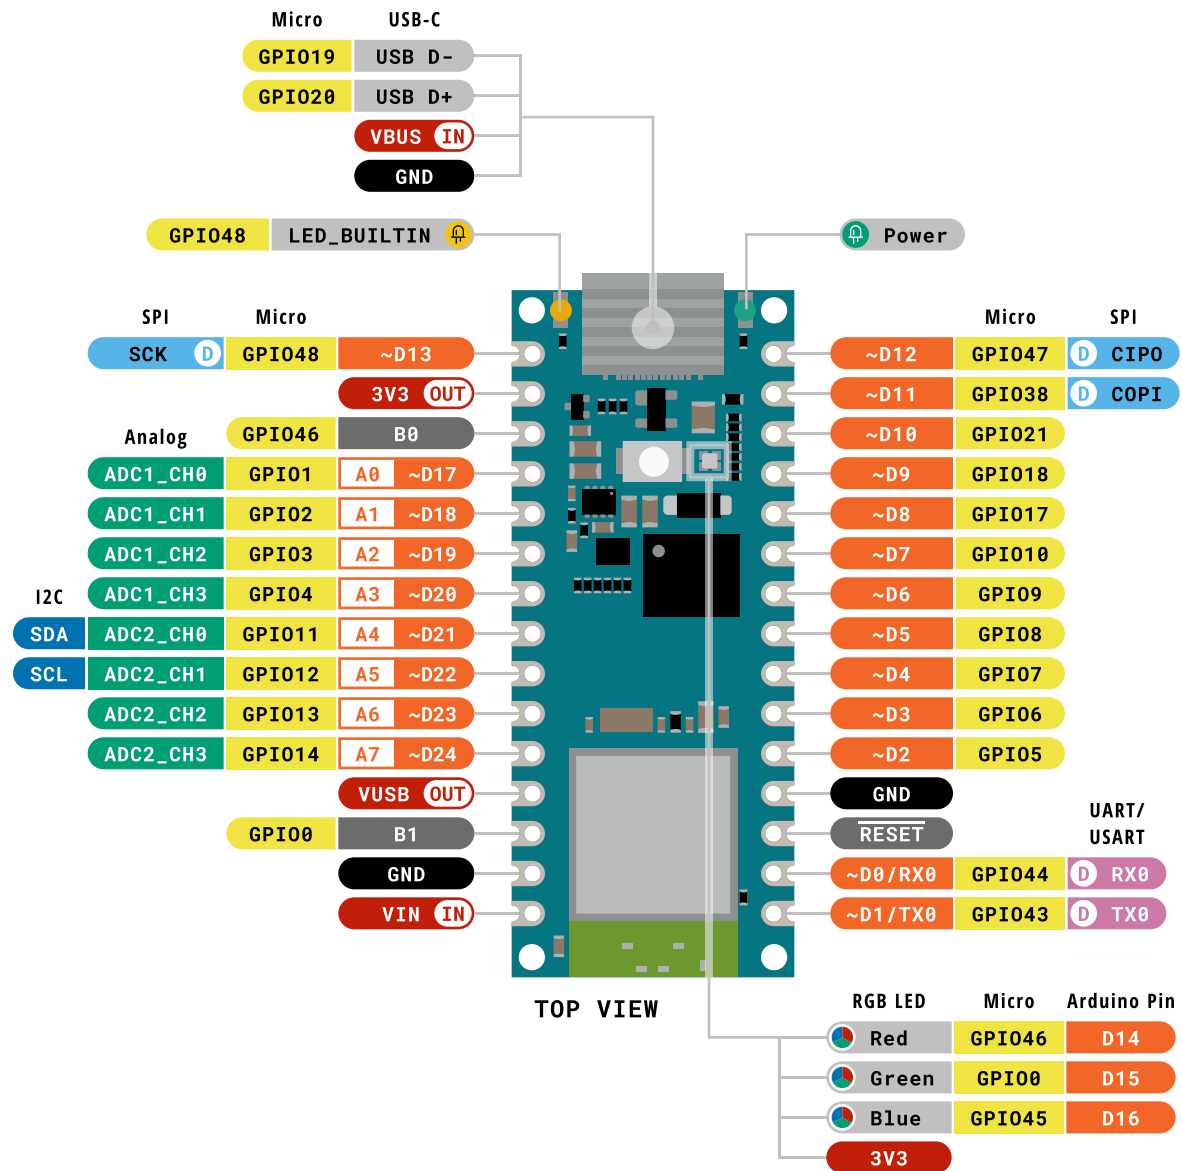 Micro USB-C
GPIO19 USB D-
GPIO20 USB D+
VBUS IN
GND
GPIO48 LED_BUILTIN
Power
SPI Micro
SCK D GPIO48 ~D13
3V3 OUT
GPIO46 B0
Analog
ADC1_CH0 GPIO1 A0 ~D17
ADC1_CH1 GPIO2 A1 ~D18
ADC1_CH2 GPIO3 A2 ~D19
ADC1_CH3 GPIO4 A3 ~D20
I2C
SDA ADC2_CH0 GPIO11 A4 ~D21
SCL ADC2_CH1 GPIO12 A5 ~D22
ADC2_CH2 GPIO13 A6 ~D23
ADC2_CH3 GPIO14 A7 ~D24
VUSB OUT
GPIO0 B1
GND
VIN IN
Micro SPI
~D12 GPIO47 D CIPO
~D11 GPIO38 D COPI
~D10 GPIO21
~D9 GPIO18
~D8 GPIO17
~D7 GPIO10
~D6 GPIO9
~D5 GPIO8
~D4 GPIO7
~D3 GPIO6
~D2 GPIO5
GND
RESET
UART/
USART
~D0/RX0 GPIO44 D RX0
~D1/TX0 GPIO43 D TX0
TOP VIEW
RGB LED Micro Arduino Pin
Red GPIO46 D14
Green GPIO0 D15
Blue GPIO45 D16
3V3